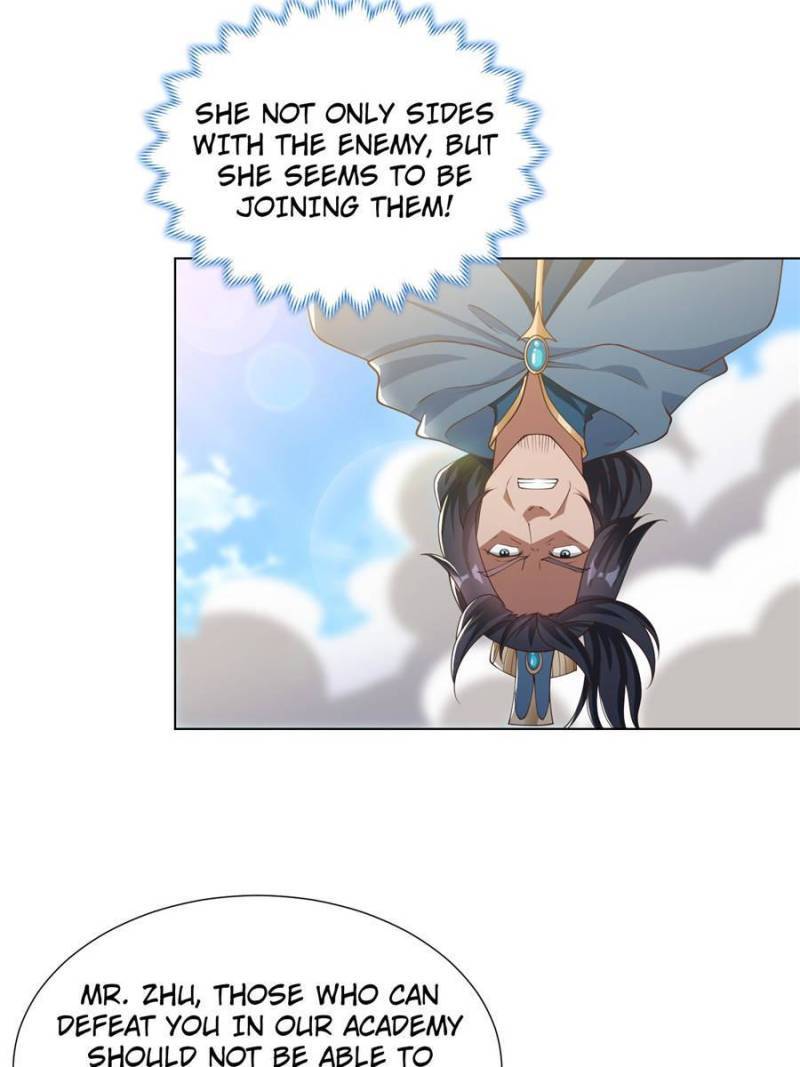 SHE NOT ONLY SIDES
WITH THE ENEMY, BUT
SHE SEEMS TO BE
JOINING THEM!
MR. ZHU, THOSE WHO CAN
DEFEAT YOU IN OUR ACADEMY
SHOULD NOT BE ABLE TO